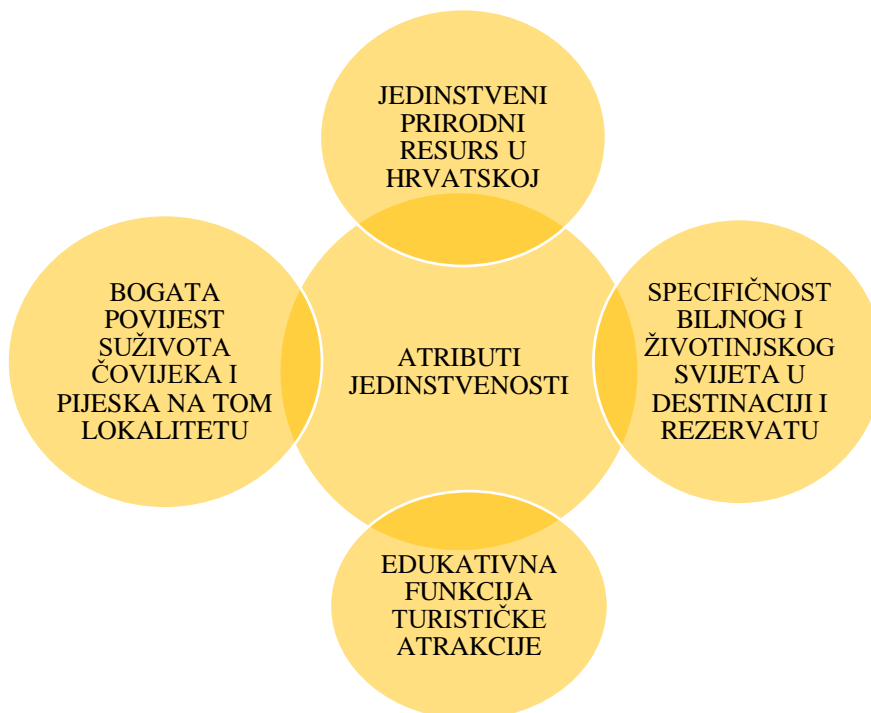 JEDINSTVENI
PRIRODNI
RESURS U
HRVATSKOJ
BOGATA
POVIJEST
SUŽIVOTA
ČOVIJEKA I
PIJESKA NA TOM
LOKALITETU
ATRIBUTI
JEDINSTVENOSTI
SPECIFIČNOST
BILJNOG I
ŽIVOTINJSKOG
SVIJETA U
DESTINACIJI I
REZERVATU
EDUKATIVNA
FUNKCIJA
TURISTIČKE
ATRAKCIJE